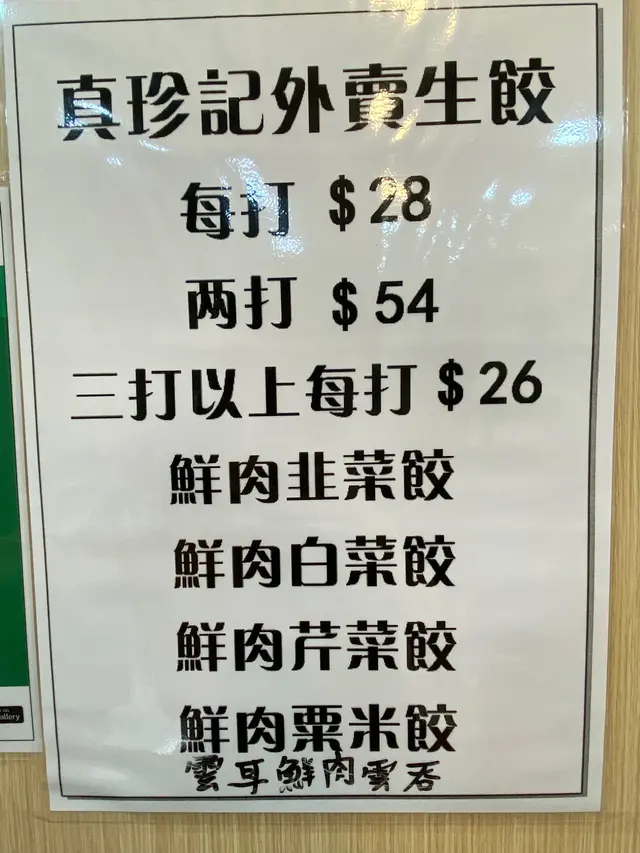 真珍記外賣生餃
每打 $28
两打 $54
三打以上每打 $26
鮮肉韭菜餃
鮮肉白菜餃
鮮肉芹菜餃
鮮肉粟米餃
雲耳鮮肉雲吞